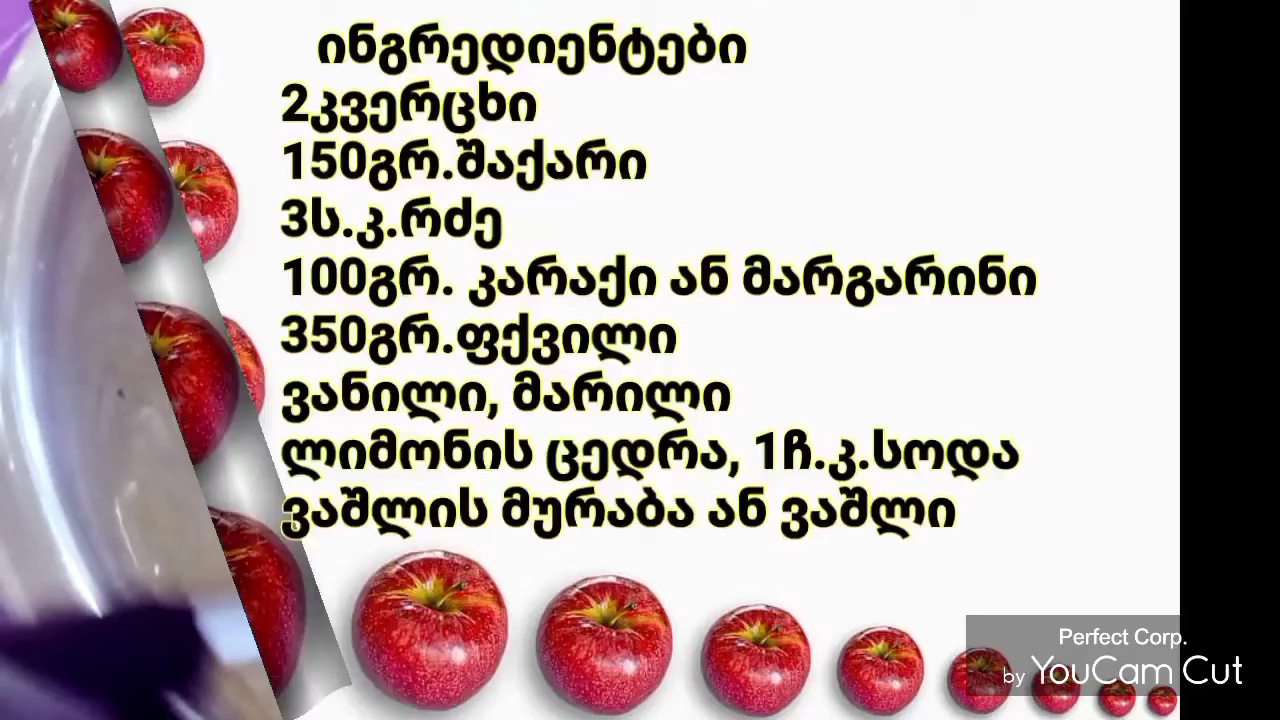 ინგრედიენტები
2კვერცხი
150გრ.შაქარი
3ს.კ.რძე
100გრ. კარაქი ან მარგარინი
350გრ.ფქვილი
ვანილი, მარილი
ლიმონის ცედრა, 1ჩ.კ.სოდა
ვაშლის მურაბა ან ვაშლი
Perfect Corp.
by YouCam Cut